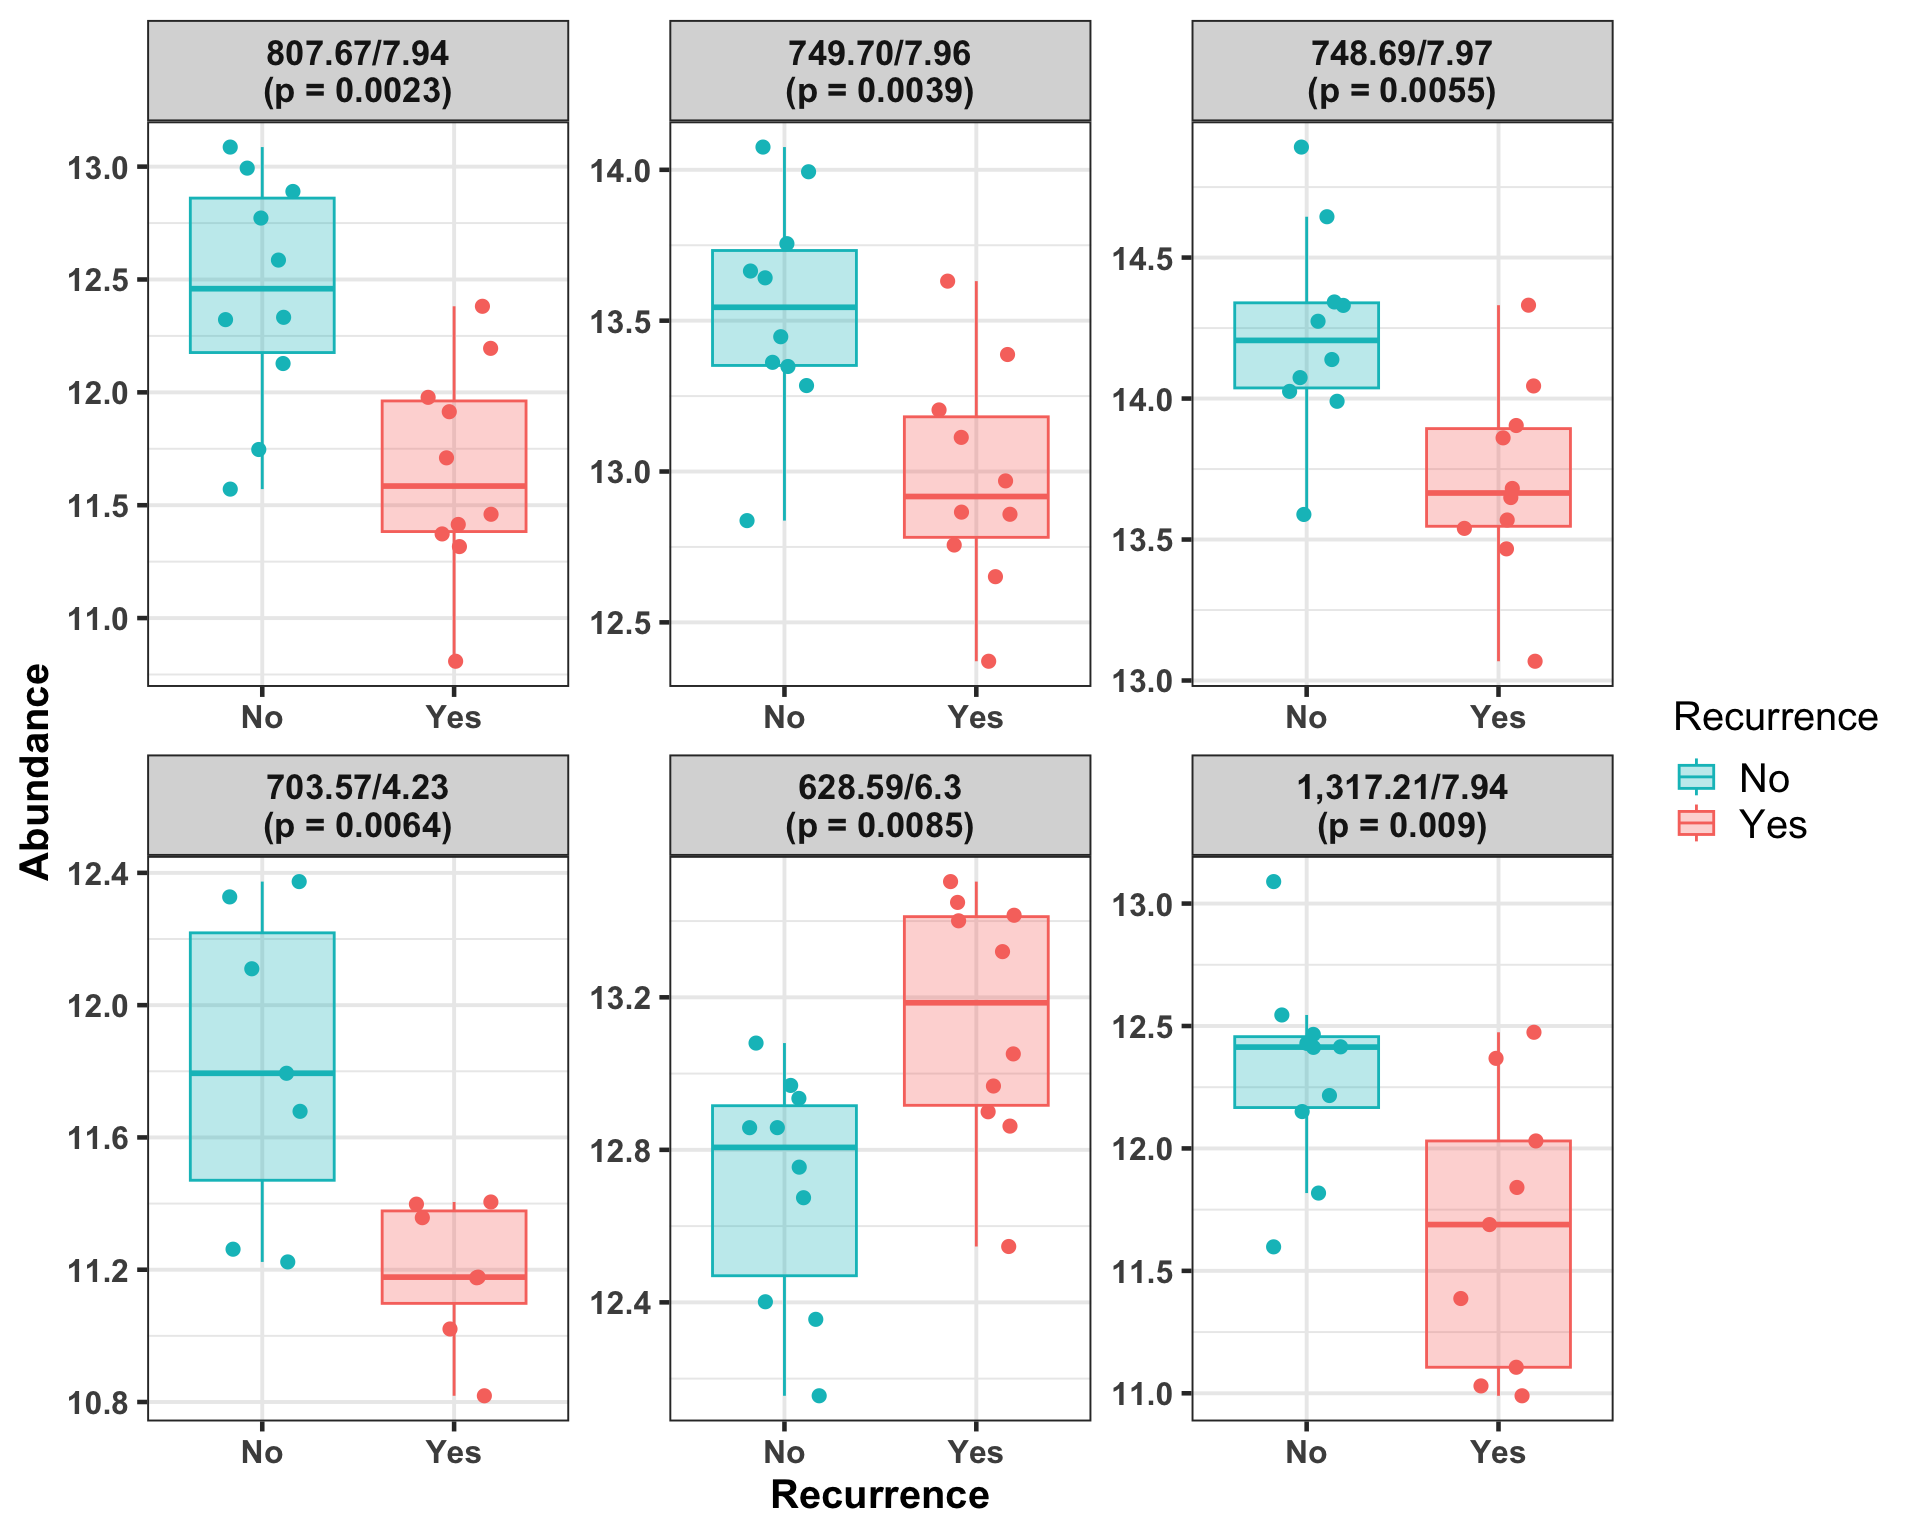 807.67/7.94
(p = 0.0023)
749.70/7.96
(p = 0.0039)
748.69/7.97
(p = 0.0055)
13.0
12.5
12.0
11.5
11.0
14.0
13.5
13.0
12.5
14.5
14.0
13.5
13.0
No
Yes
No
Yes
No
Yes
703.57/4.23
(p = 0.0064)
628.59/6.3
(p = 0.0085)
1,317.21/7.94
(p = 0.009)
12.4
12.0
11.6
11.2
10.8
13.2
12.8
12.4
13.0
12.5
12.0
11.5
11.0
No
Yes
No
Yes
No
Yes
Abundance
Recurrence
Recurrence
No
Yes